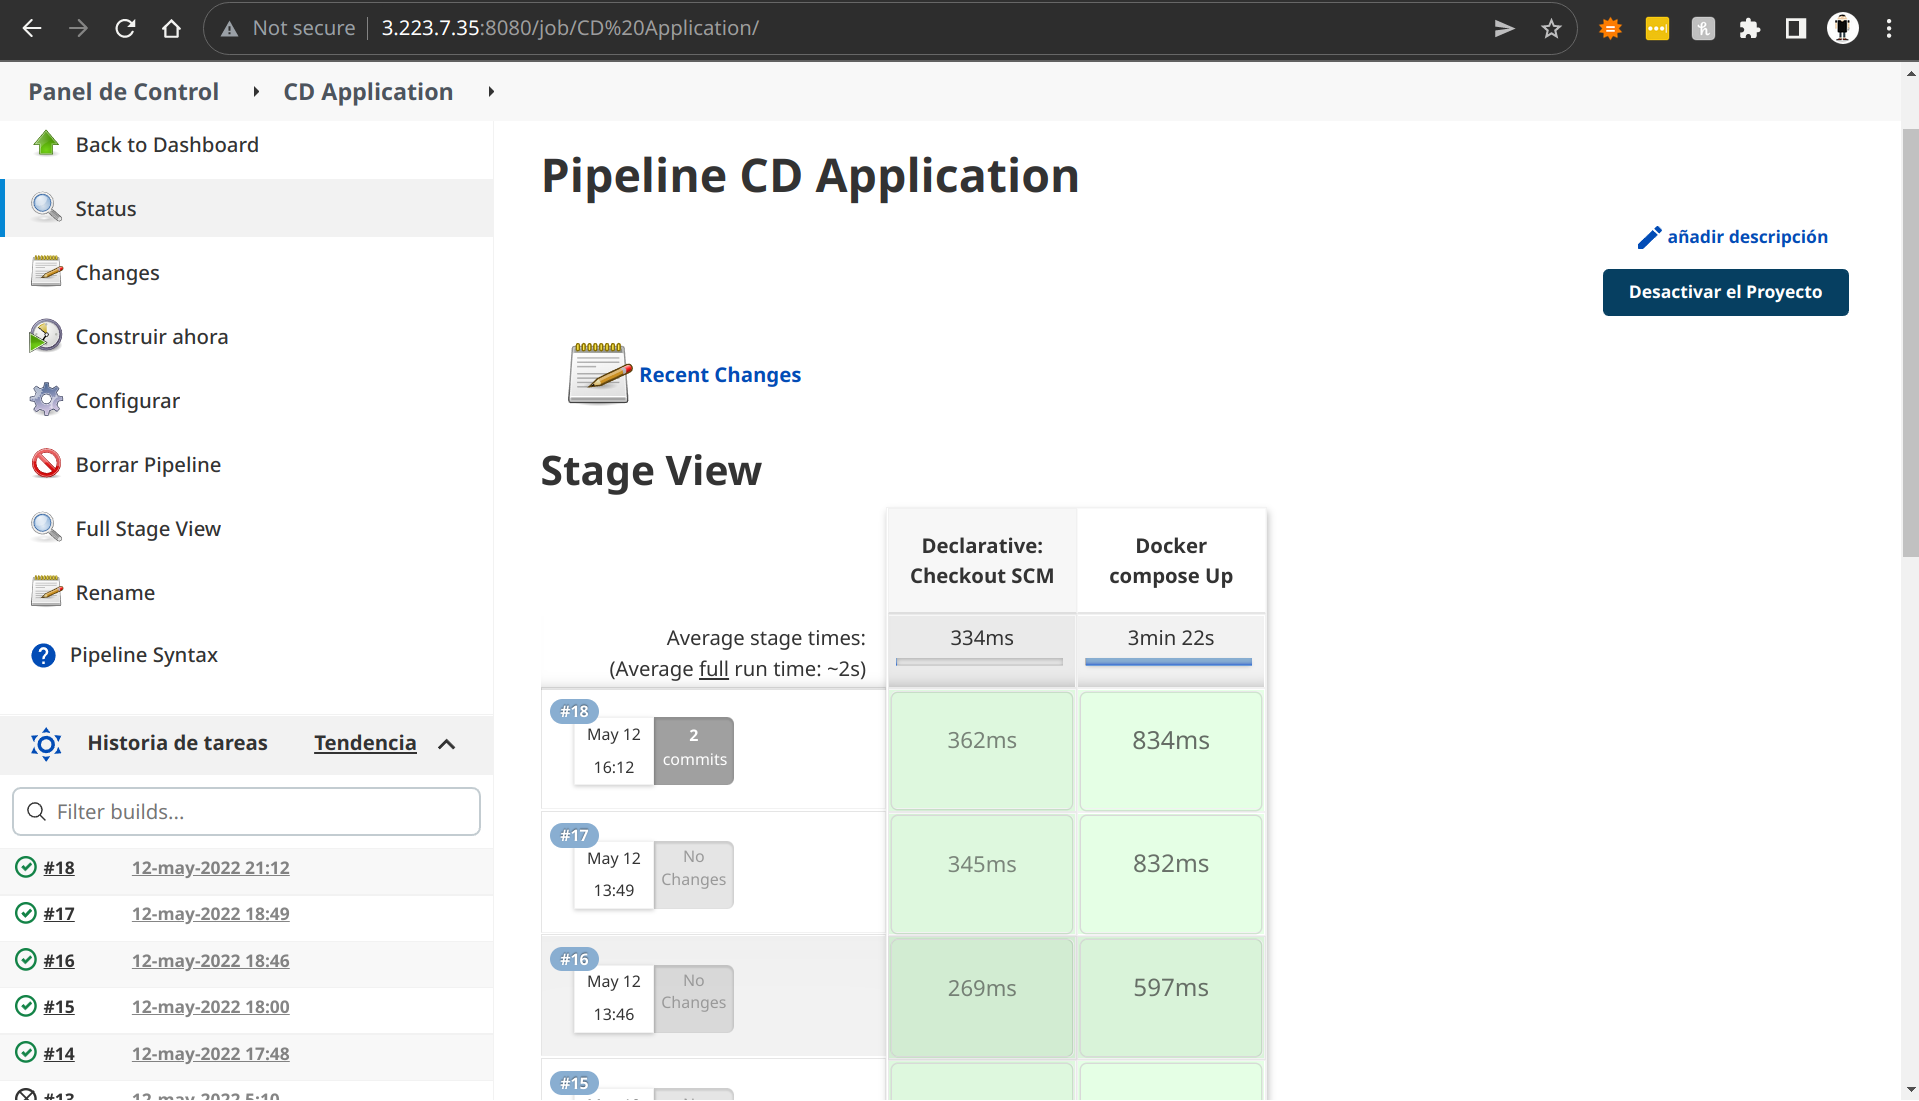 Not secure
3.223.7.35:8080/job/CD%20Application/
Panel de Control
CD Application
Back to Dashboard
Status
Changes
Construir ahora
Configurar
Borrar Pipeline
Full Stage View
Rename
Pipeline Syntax
Historia de tareas
Tendencia
Filter builds...
#18 12-may-2022 21:12
#17 12-may-2022 18:49
#16 12-may-2022 18:46
#15 12-may-2022 18:00
#14 12-may-2022 17:48
#13 12-may-2022 5:10
Pipeline CD Application
añadir descripción
Desactivar el Proyecto
Recent Changes
Stage View
Declarative:
Checkout SCM
Docker
compose Up
Average stage times: 334ms 3min 22s
(Average full run time: ~2s)
#18
May 12
16:12
2
commits
362ms
834ms
#17
May 12
13:49
No
Changes
345ms
832ms
#16
May 12
13:46
No
Changes
269ms
597ms
#15